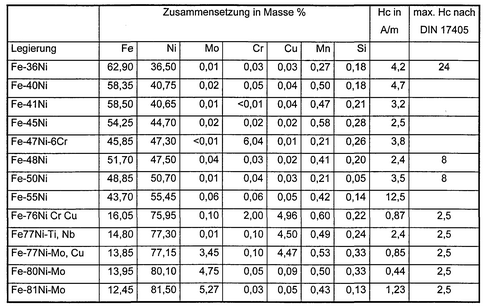 Zusammensetzung in Masse % Hc in max. Hc nach
A/m DIN 17405
Legierung Fe Ni Mo Cr Cu Mn Si
Fe-36Ni 62,90 36,50 0,01 0,03 0,03 0,27 0,18 4,2 24
Fe-40Ni 58,35 40,75 0,02 0,05 0,04 0,50 0,18 4,7
Fe-41Ni 58,50 40,65 0,01 <0,01 0,04 0,47 0,21 3,2
Fe-45Ni 54,25 44,70 0,02 0,02 0,02 0,58 0,28 2,5
Fe-47Ni-6Cr 45,85 47,30 <0,01 6,04 0,01 0,21 0,26 3,8
Fe-48Ni 51,70 47,50 0,04 0,03 0,02 0,41 0,20 2,4 8
Fe-50Ni 48,85 50,70 0,01 0,04 0,03 0,21 0,05 3,5 8
Fe-55Ni 43,70 55,45 0,06 0,06 0,05 0,42 0,14 12,5
Fe-76Ni Cr Cu 16,05 75,95 0,10 2,00 4,96 0,60 0,22 0,87 2,5
Fe77Ni-Ti, Nb 14,80 77,30 0,01 0,10 4,50 0,49 0,24 2,4 2,5
Fe-77Ni-Mo, Cu 13,85 77,15 3,45 0,10 4,47 0,53 0,33 0,85 2,5
Fe-80Ni-Mo 13,95 80,10 4,75 0,05 0,09 0,50 0,33 0,44 2,5
Fe-81Ni-Mo 12,45 81,50 5,27 0,03 0,05 0,43 0,13 1,23 2,5